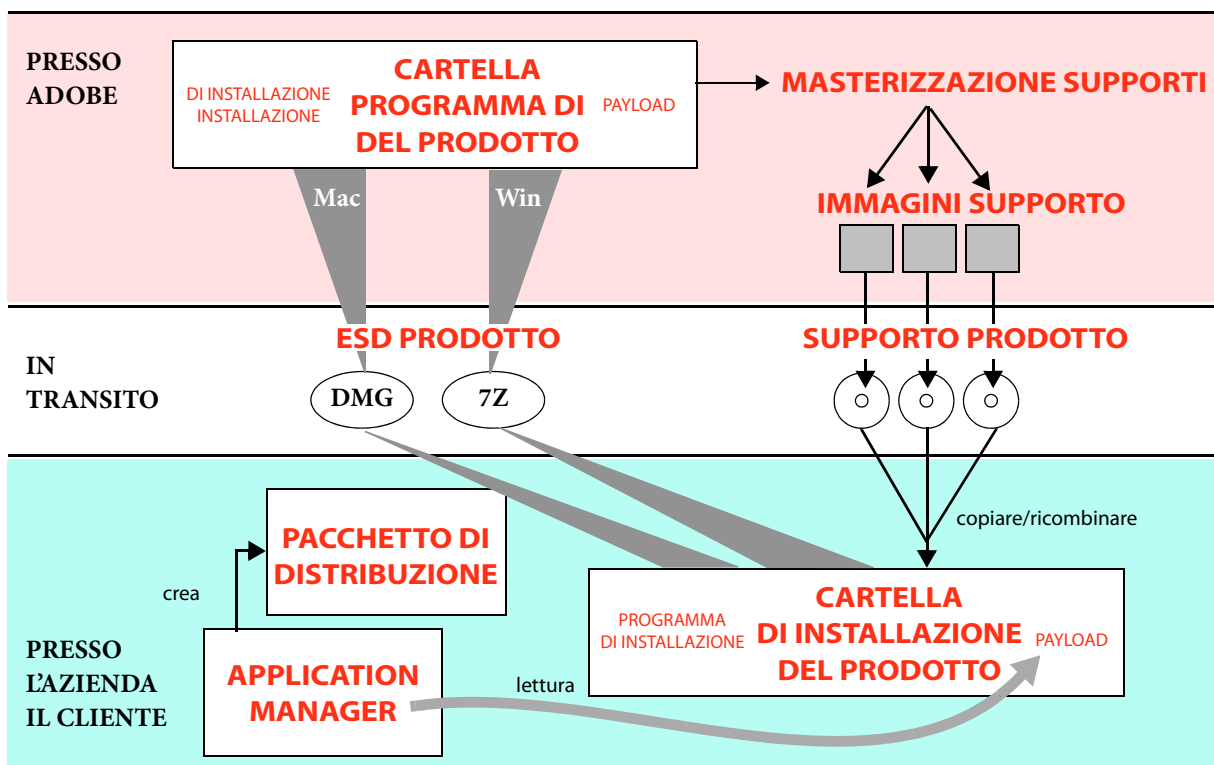 PRESSO
ADOBE
DI INSTALLAZIONE
INSTALLAZIONE
CARTELLA
PROGRAMMA DI
DEL PRODOTTO
PAYLOAD
MASTERIZZAZIONE SUPPORTI
Mac
Win
IMMAGINI SUPPORTO
ESD PRODOTTO
SUPPORTO PRODOTTO
IN
TRANSITO
DMG
7Z
copiare/ricombinare
PACCHETTO DI
DISTRIBUZIONE
crea
PROGRAMMA
DI INSTALLAZIONE
CARTELLA
DI INSTALLAZIONE
DEL PRODOTTO
PAYLOAD
PRESSO
L'AZIENDA
IL CLIENTE
APPLICATION
MANAGER
lettura